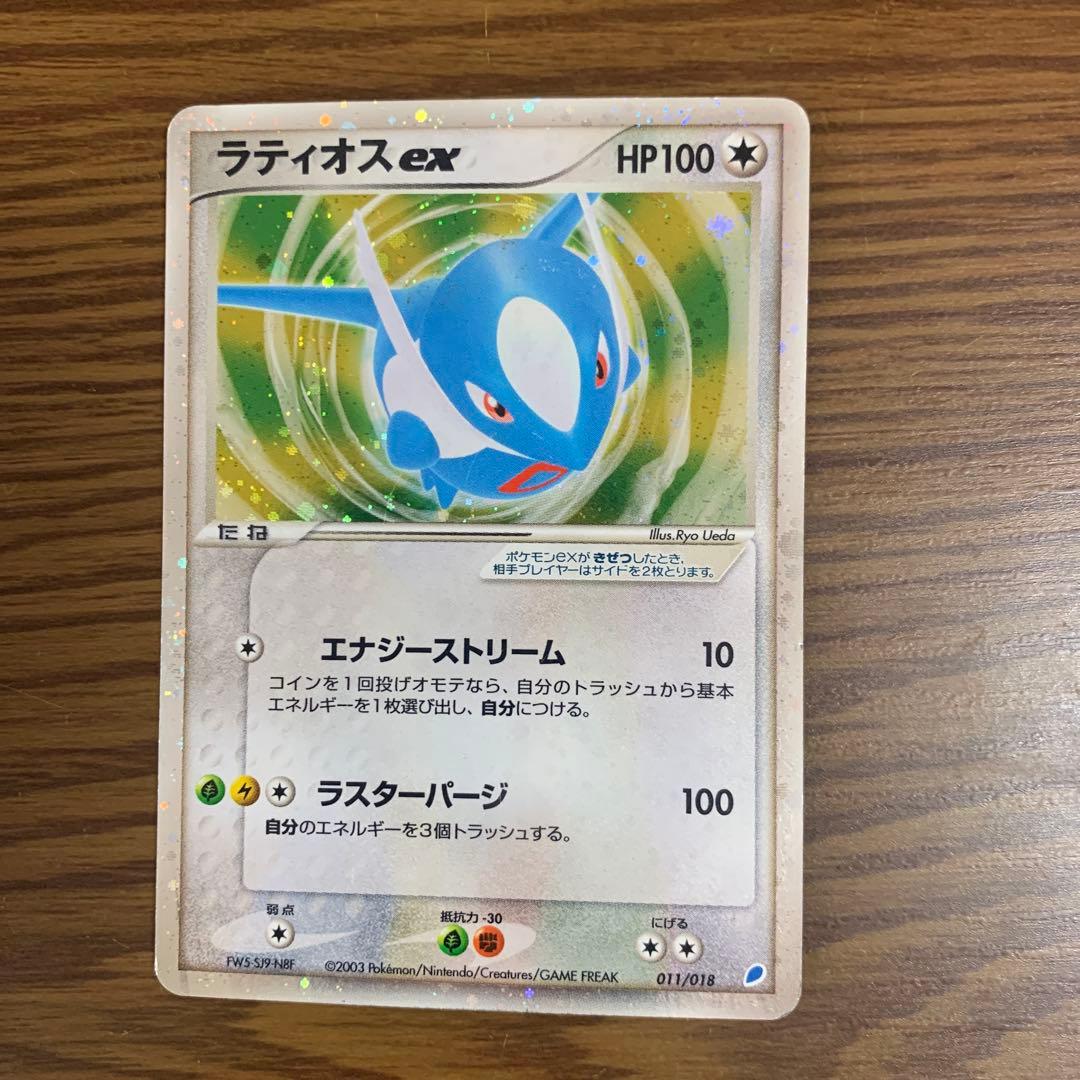 ラティオスex HP100
たね Illus.Ryo Ueda
ポケモンexが きぜつしたとき、
相手プレイヤーはサイドを2枚とります。
エナジーストリーム 10
コインを1回投げオモテなら、自分のトラッシュから基本
エネルギーを1枚選び出し、自分につける。
ラスターパージ 100
自分のエネルギーを3個トラッシュする。
弱点 抵抗力 -30 にげる
FW5-SJ9-N8F ©2003 Pokémon/Nintendo/Creatures/GAME FREAK 011/018